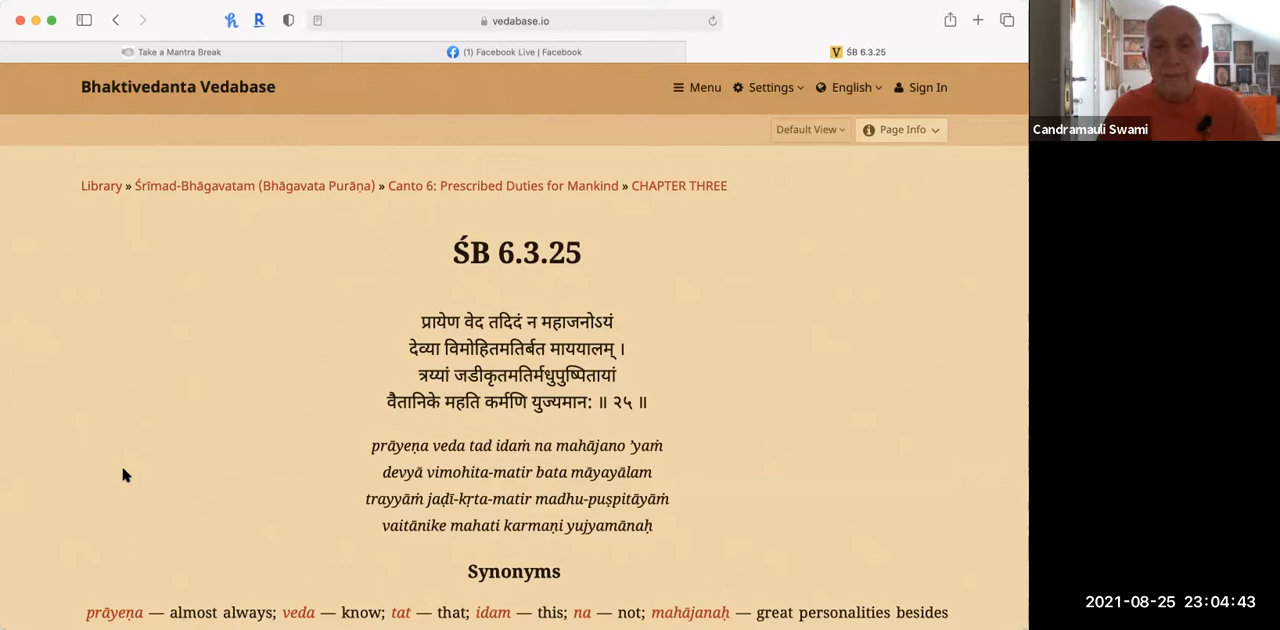 vedabase.io
Take a Mantra Break
(1) Facebook Live | Facebook
ŚB 6.3.25
Bhaktivedanta Vedabase
Menu Settings English Sign In
Default View Page Info
Candramauli Swami
Library » Śrīmad-Bhāgavatam (Bhāgavata Purāṇa) » Canto 6: Prescribed Duties for Mankind » CHAPTER THREE
ŚB 6.3.25
प्रायेण वेद तदिदं न महाजनोऽयं
देव्या विमोहितमतिर्बत माययालम् ।
त्रय्यां जडीकृतमतिर्मधुपुष्पितायां
वैतानिके महति कर्मणि युज्यमान: ॥ २५ ॥
prāyeṇa veda tad idaṁ na mahājano ’yaṁ
devyā vimohita-matir bata māyayālam
trayyāṁ jaḍī-kṛta-matir madhu-puṣpitāyāṁ
vaitānike mahati karmaṇi yujyamānaḥ
Synonyms
prāyeṇa — almost always; veda — know; tat — that; idam — this; na — not; mahājanaḥ — great personalities besides
2021-08-25 23:04:43